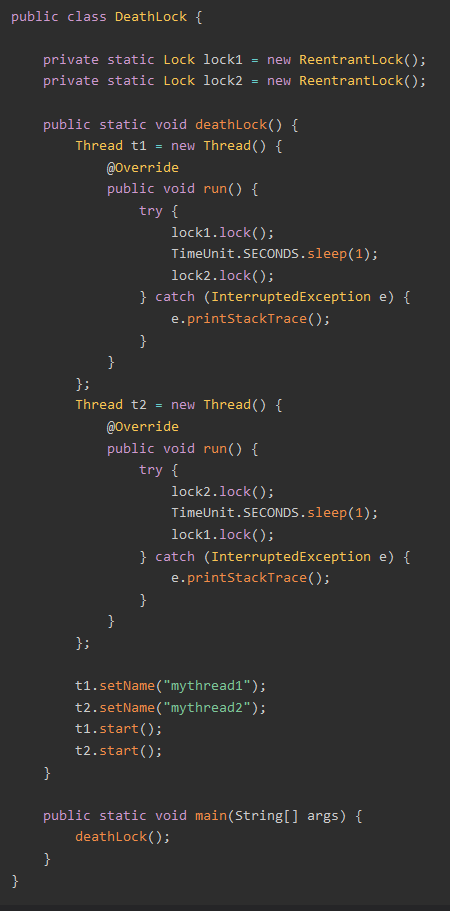 public class DeathLock {

    private static Lock lock1 = new ReentrantLock();
    private static Lock lock2 = new ReentrantLock();

    public static void deathLock() {
        Thread t1 = new Thread() {
            @Override
            public void run() {
                try {
                    lock1.lock();
                    TimeUnit.SECONDS.sleep(1);
                    lock2.lock();
                } catch (InterruptedException e) {
                    e.printStackTrace();
                }
            }
        };
        Thread t2 = new Thread() {
            @Override
            public void run() {
                try {
                    lock2.lock();
                    TimeUnit.SECONDS.sleep(1);
                    lock1.lock();
                } catch (InterruptedException e) {
                    e.printStackTrace();
                }
            }
        };

        t1.setName("mythread1");
        t2.setName("mythread2");
        t1.start();
        t2.start();
    }

    public static void main(String[] args) {
        deathLock();
    }
}